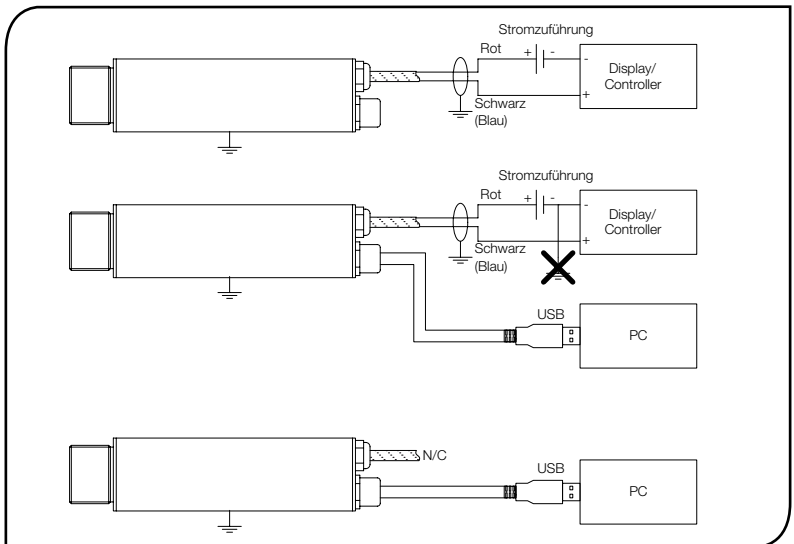 Stromzuführung
Rot
+ -
-
Display/
Controller
+
Schwarz
(Blau)
Stromzuführung
Rot
+ -
-
Display/
Controller
+
Schwarz
(Blau)
USB
PC
N/C
USB
PC